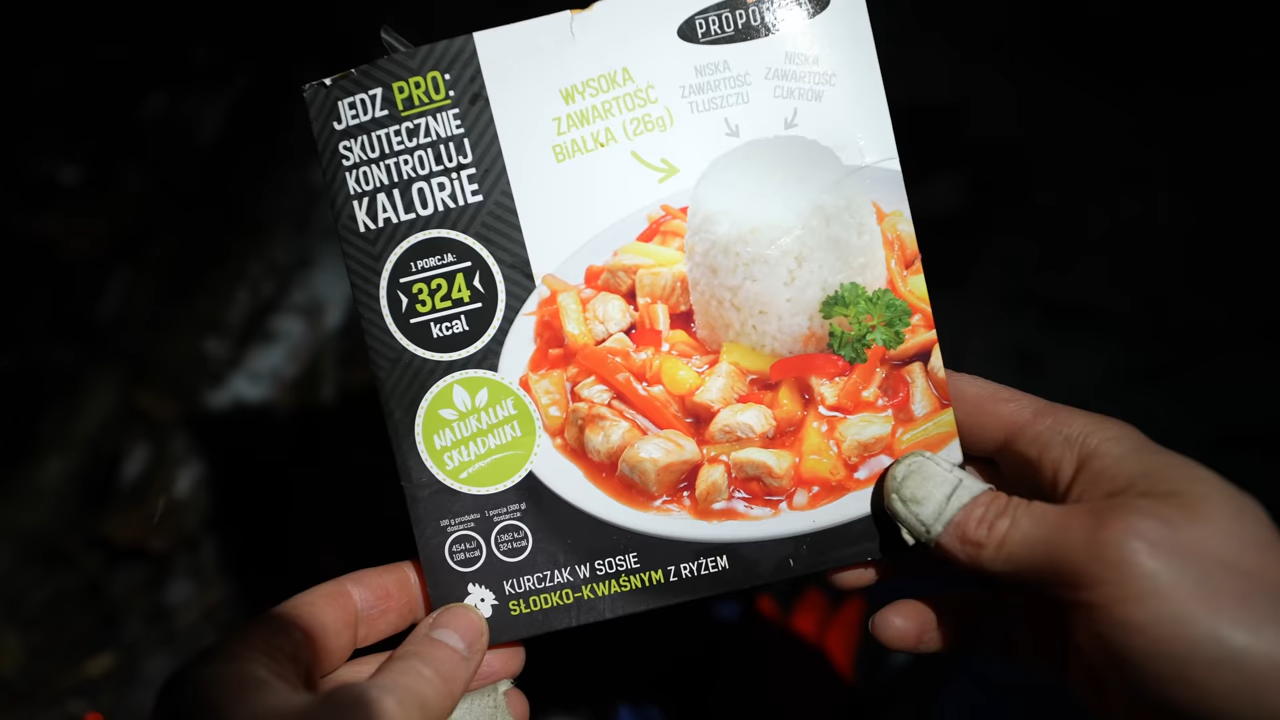 JEDZ PRO:
SKUTECZNIE
KONTROLUJ
KALORiE
1 PORCJA:
324
kcal
NATURALNE
SKŁADNIKI
100 g produktu
dostarcza:
454 kJ/
108 kcal
1 porcja (300 g)
dostarcza:
1362 kJ/
324 kcal
KURCZAK W SOSIE
SŁODKO-KWAŚNYM Z RYŻEM
WYSOKA
ZAWARTOŚĆ
BiAŁKA (26g)
NISKA
ZAWARTOŚĆ
TŁUSZCZU
NISKA
ZAWARTOŚĆ
CUKRÓW